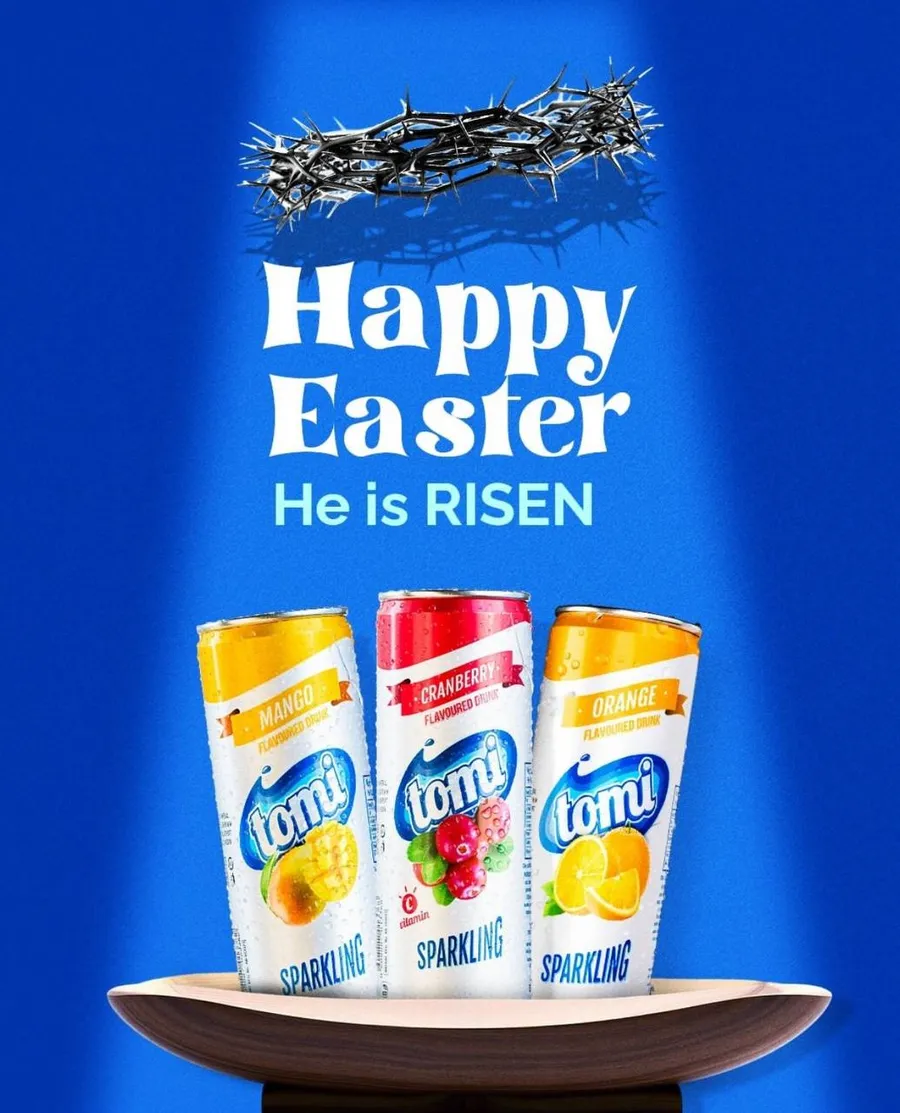 Happy
Easter
He is RISEN
MANGO
FLAVOURED DRINK
tomi
SPARKLING
CRANBERRY
FLAVOURED DRINK
tomi
C
vitamin
SPARKLING
ORANGE
FLAVOURED DRINK
tomi
SPARKLING